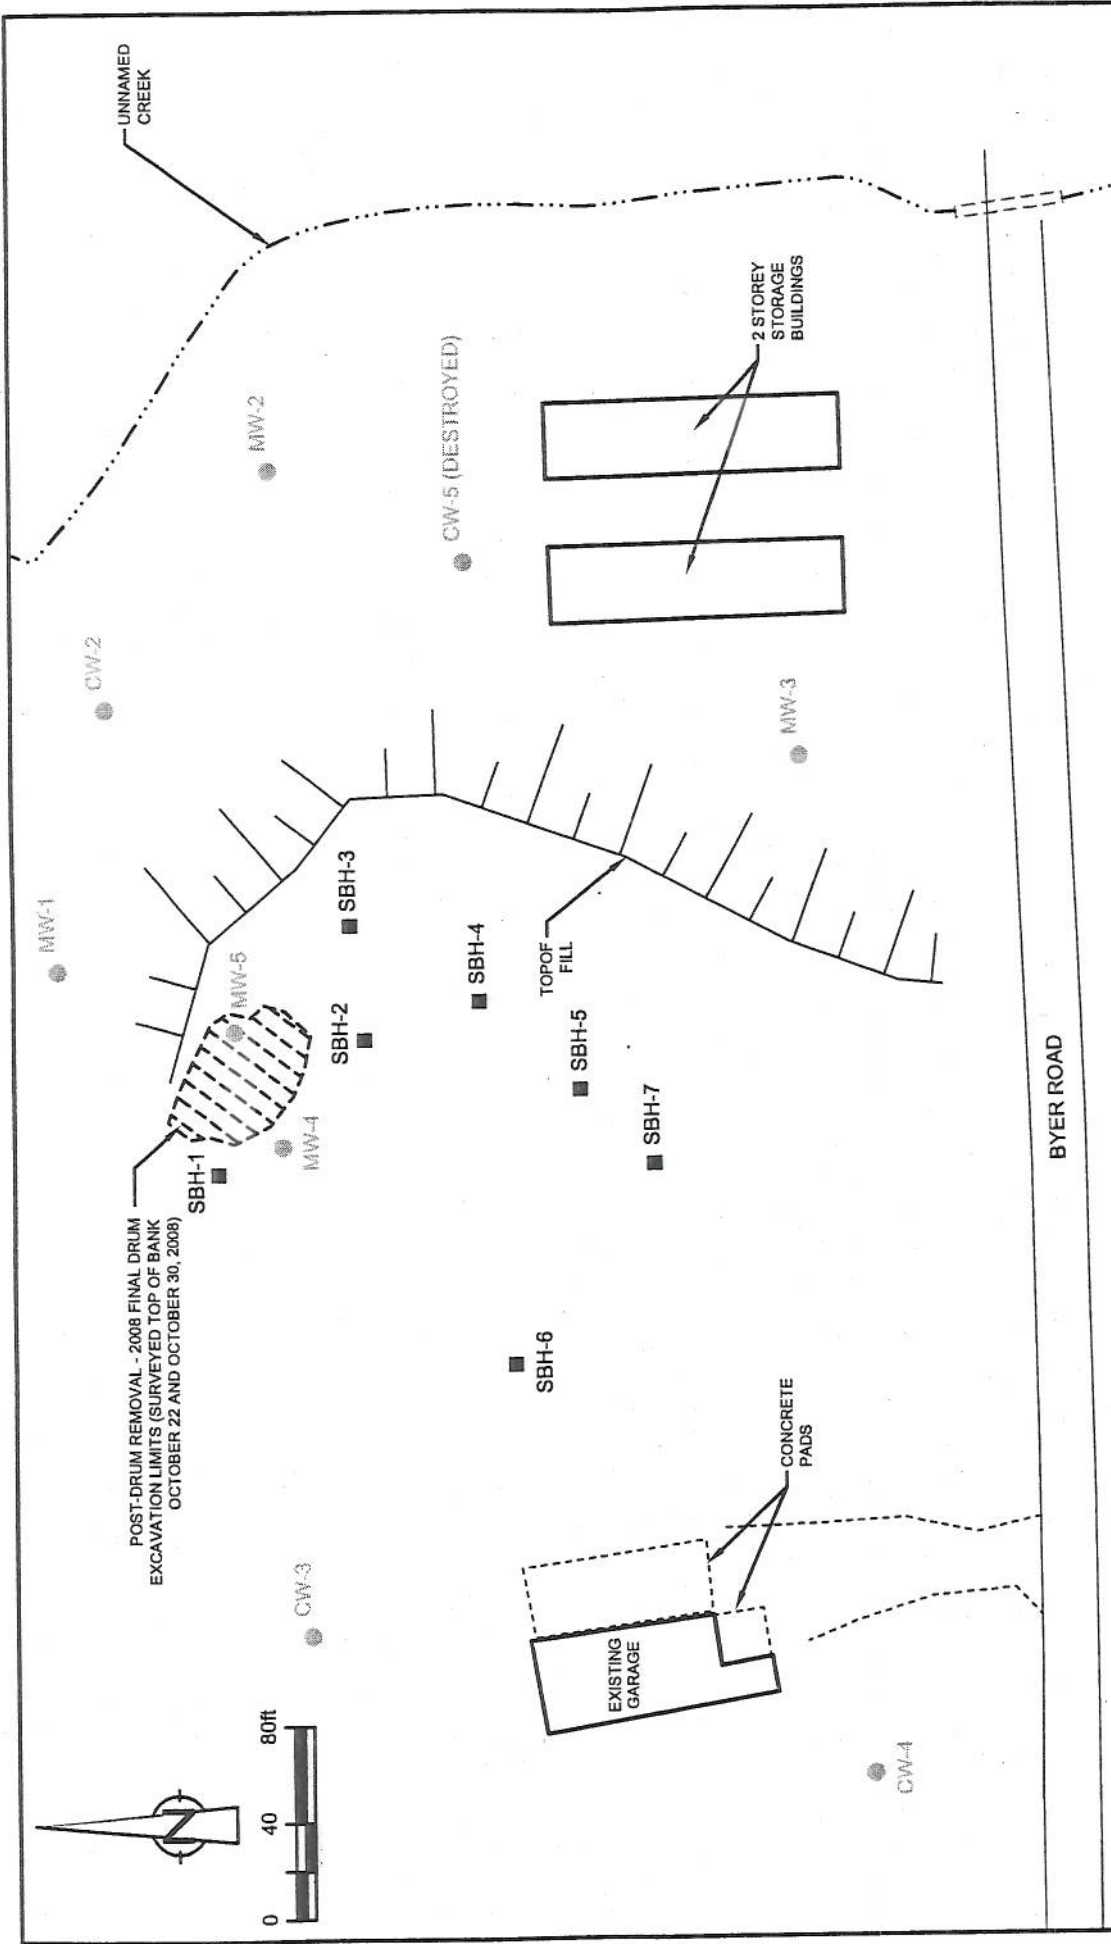 UNNAMED
CREEK
MW-1
CW-2
MW-2
CW-5 (DESTROYED)
MW-5
POST-DRUM REMOVAL - 2008 FINAL DRUM
EXCAVATION LIMITS (SURVEYED TOP OF BANK
OCTOBER 22 AND OCTOBER 30, 2008)
SBH-1
MW-4
SBH-2
SBH-3
SBH-4
SBH-5
SBH-7
SBH-6
TOPOF
FILL
2 STOREY
STORAGE
BUILDINGS
MW-3
CW-3
N
0
40
80ft
EXISTING
GARAGE
CONCRETE
PADS
CW-4
BYER ROAD